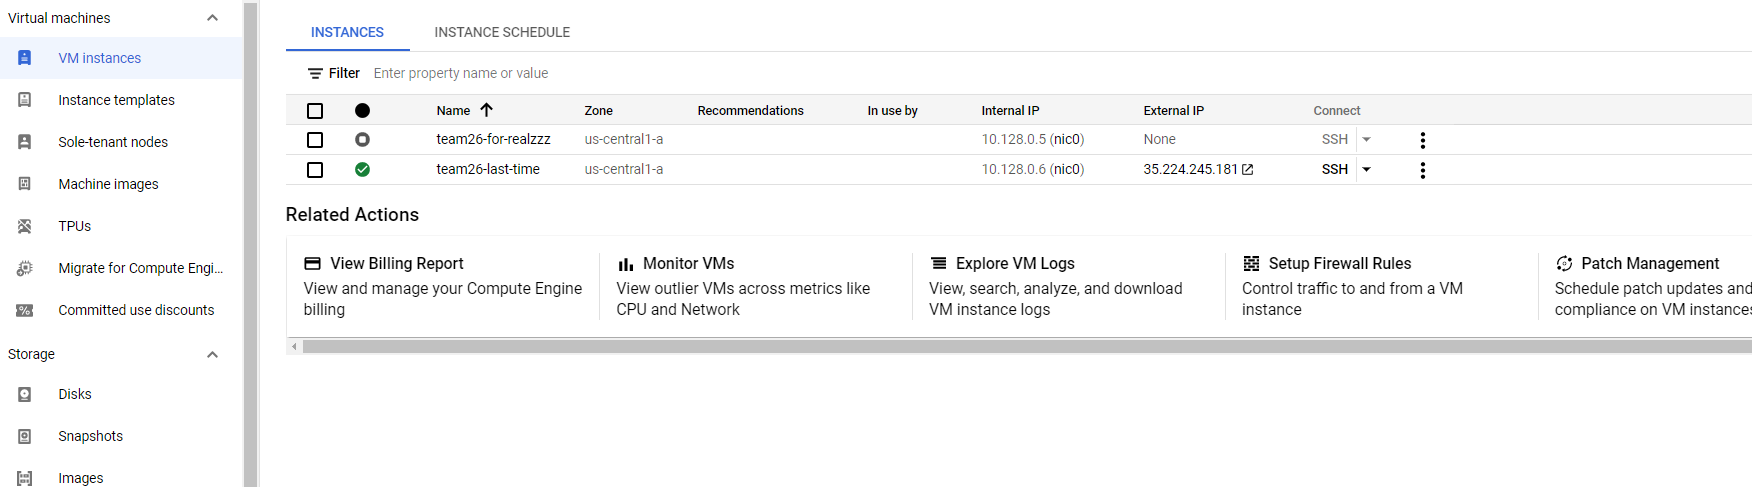 Virtual machines
VM instances
Instance templates
Sole-tenant nodes
Machine images
TPUs
Migrate for Compute Engi...
Committed use discounts
Storage
Disks
Snapshots
Images
INSTANCES INSTANCE SCHEDULE
Filter Enter property name or value
Name Zone Recommendations In use by Internal IP External IP Connect
team26-for-realzzz us-central1-a 10.128.0.5 (nic0) None SSH
team26-last-time us-central1-a 10.128.0.6 (nic0) 35.224.245.181 SSH
Related Actions
View Billing Report
View and manage your Compute Engine
billing
Monitor VMs
View outlier VMs across metrics like
CPU and Network
Explore VM Logs
View, search, analyze, and download
VM instance logs
Setup Firewall Rules
Control traffic to and from a VM
instance
Patch Management
Schedule patch updates and
compliance on VM instances